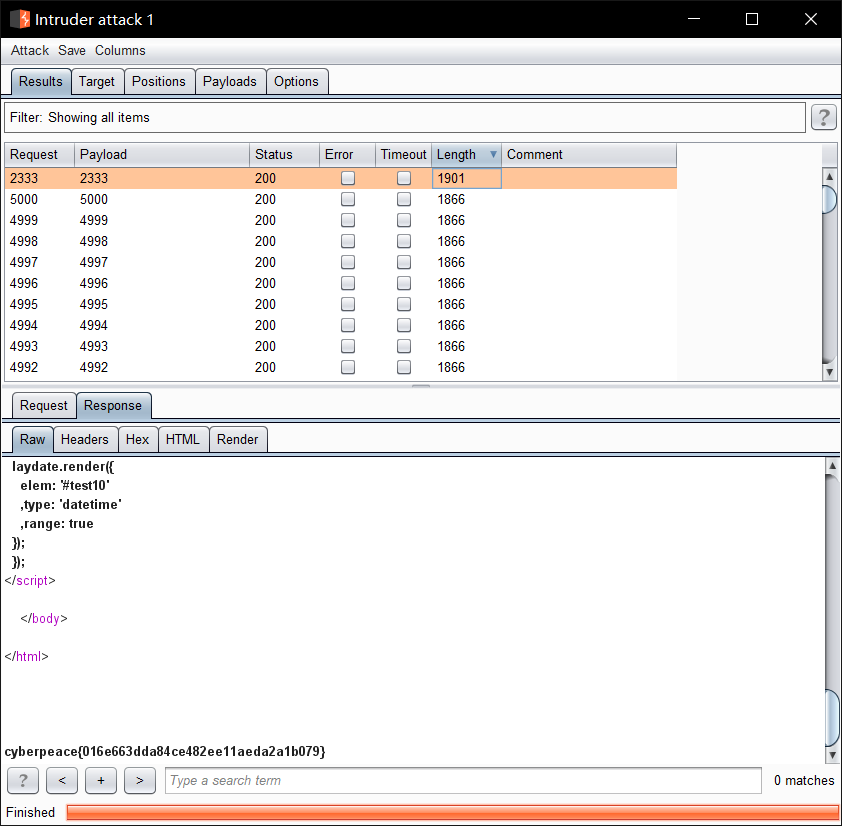 Intruder attack 1
Attack Save Columns
Results Target Positions Payloads Options
Filter: Showing all items ?
Request Payload Status Error Timeout Length Comment
2333 2333 200 1901
5000 5000 200 1866
4999 4999 200 1866
4998 4998 200 1866
4997 4997 200 1866
4996 4996 200 1866
4995 4995 200 1866
4994 4994 200 1866
4993 4993 200 1866
4992 4992 200 1866
Request Response
Raw Headers Hex HTML Render
laydate.render({
elem: '#test10'
,type: 'datetime'
,range: true
});
});
</script>
</body>
</html>
cyberpeace{016e663dda84ce482ee11aeda2a1b079}
? < + > Type a search term 0 matches
Finished